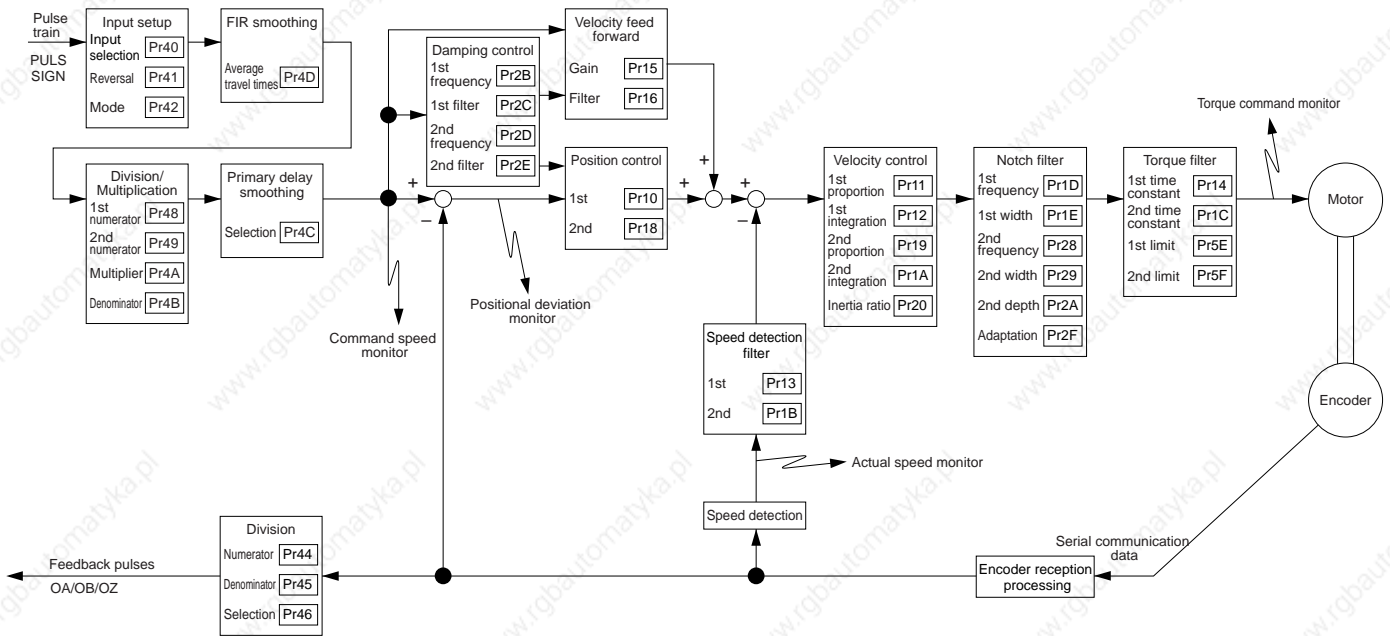 Pulse
train
PULS
SIGN
Input setup
Input
selection Pr40
Reversal Pr41
Mode Pr42
FIR smoothing
Average
travel times Pr4D
Damping control
1st
frequency Pr2B
1st filter Pr2C
2nd
frequency Pr2D
2nd filter Pr2E
Velocity feed
forward
Gain Pr15
Filter Pr16
Division/
Multiplication
1st
numerator Pr48
2nd
numerator Pr49
Multiplier Pr4A
Denominator Pr4B
Primary delay
smoothing
Selection Pr4C
+
−
Position control
1st Pr10
2nd Pr18
+
+
+
−
Velocity control
1st
proportion Pr11
1st
integration Pr12
2nd
proportion Pr19
2nd
integration Pr1A
Inertia ratio Pr20
Notch filter
1st
frequency Pr1D
1st width Pr1E
2nd
frequency Pr28
2nd width Pr29
2nd depth Pr2A
Adaptation Pr2F
Torque filter
1st time
constant Pr14
2nd time
constant Pr1C
1st limit Pr5E
2nd limit Pr5F
Torque command monitor
Motor
Encoder
Positional deviation
monitor
Command speed
monitor
Speed detection
filter
1st Pr13
2nd Pr1B
Actual speed monitor
Speed detection
Serial communication
data
Encoder reception
processing
Division
Numerator Pr44
Denominator Pr45
Selection Pr46
Feedback pulses
OA/OB/OZ
www.rgbautomatyka.pl